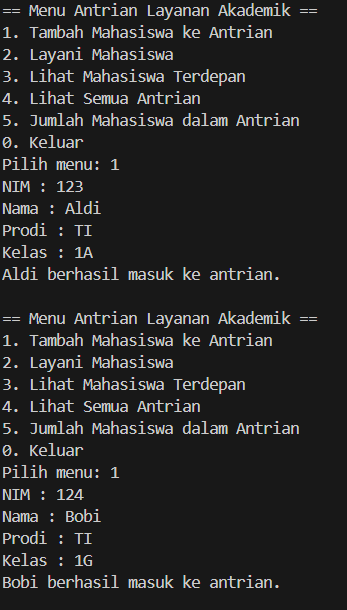 == Menu Antrian Layanan Akademik ==
1. Tambah Mahasiswa ke Antrian
2. Layani Mahasiswa
3. Lihat Mahasiswa Terdepan
4. Lihat Semua Antrian
5. Jumlah Mahasiswa dalam Antrian
0. Keluar
Pilih menu: 1
NIM : 123
Nama : Aldi
Prodi : TI
Kelas : 1A
Aldi berhasil masuk ke antrian.

== Menu Antrian Layanan Akademik ==
1. Tambah Mahasiswa ke Antrian
2. Layani Mahasiswa
3. Lihat Mahasiswa Terdepan
4. Lihat Semua Antrian
5. Jumlah Mahasiswa dalam Antrian
0. Keluar
Pilih menu: 1
NIM : 124
Nama : Bobi
Prodi : TI
Kelas : 1G
Bobi berhasil masuk ke antrian.